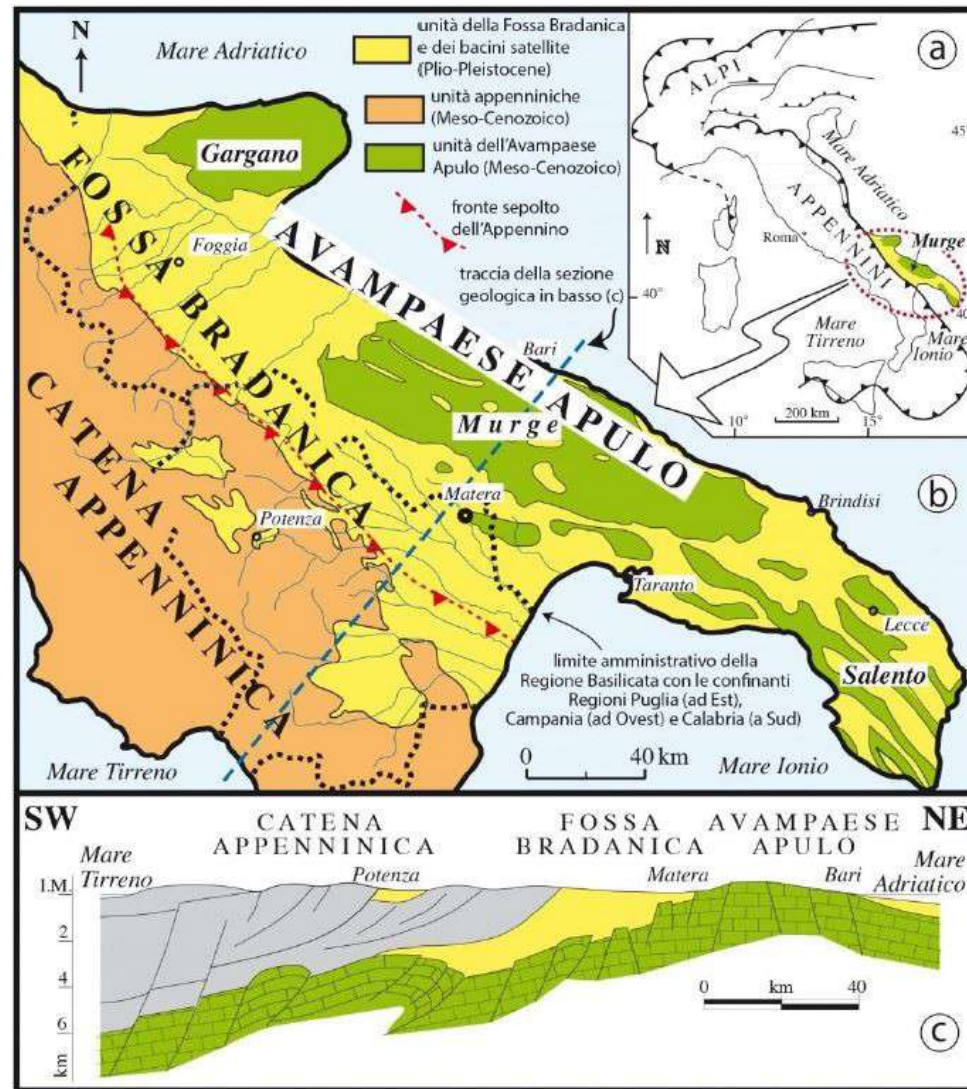 N
Mare Adriatico
unità della Fossa Bradanica
e dei bacini satellite
(Plio-Pleistocene)
unità appenniniche
(Meso-Cenozoico)
unità dell'Avampaese
Apulo (Meso-Cenozoico)
fronte sepolto
dell'Appennino
traccia della sezione
geologica in basso (c)
Gargano
Foggia
FOSSA BRADANICA
AVAMPAESE APULO
CATENA
APPENNINICA
Bari
Murge
Matera
Potenza
Brindisi
Taranto
Lecce
Salento
limite amministrativo della
Regione Basilicata con le confinanti
Regioni Puglia (ad Est),
Campania (ad Ovest) e Calabria (a Sud)
0 40 km
Mare Tirreno
Mare Ionio
b
a
ALPI
45
Mare Adriatico
APPENNINI
N
Roma
Murge
40°
40
Mare
Tirreno
Mare
Ionio
10°
200 km
15°
SW
CATENA
APPENNINICA
FOSSA
BRADANICA
AVAMPAESE
APULO
NE
Mare
Tirreno
Potenza
Matera
Bari
Mare
Adriatico
l.M.
2
4
6
km
0 km 40
c